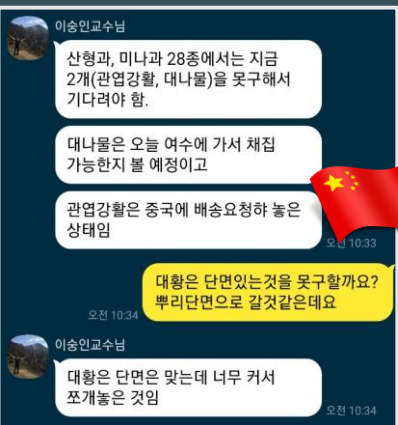 이숭인교수님
산형과, 미나과 28종에서는 지금
2개(관엽강활, 대나물)을 못구해서
기다려야 함.
대나물은 오늘 여수에 가서 채집
가능한지 볼 예정이고
관엽강활은 중국에 배송요청햐 놓은
상태임
오전 10:33
대황은 단면있는것을 못구할까요?
뿌리단면으로 갈것같은데요
오전 10:34
이숭인교수님
대황은 단면은 맞는데 너무 커서
쪼개놓은 것임
오전 10:34